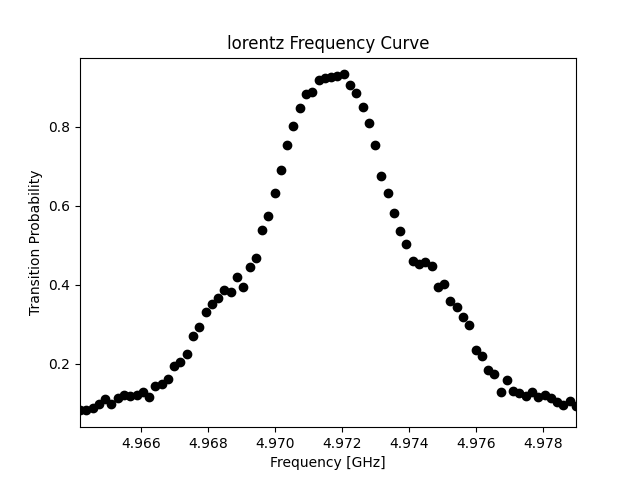 lorentz Frequency Curve
Transition Probability
0.8
0.6
0.4
0.2
4.966 4.968 4.970 4.972 4.974 4.976 4.978
Frequency [GHz]